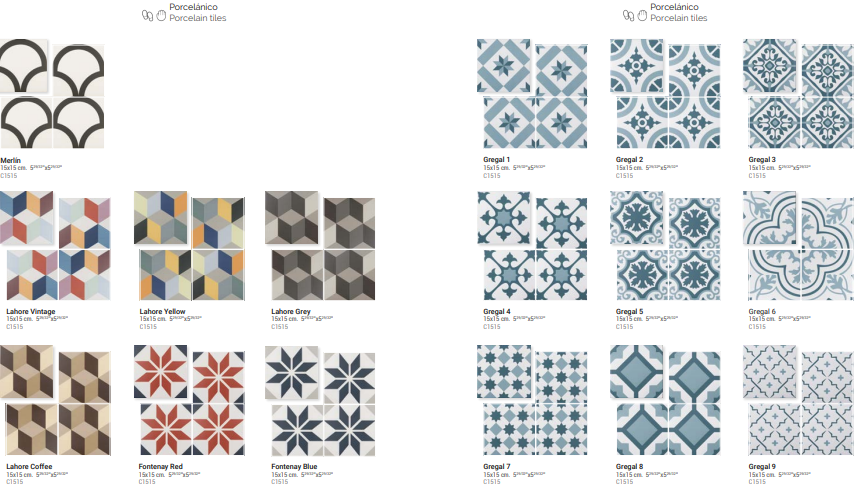 Porcelánico
Porcelain tiles
Porcelánico
Porcelain tiles
Merlin
15x15 cm.
C1515
Gregal 1
15x15 cm.
C1515
Gregal 2
15x15 cm.
C1515
Gregal 3
15x15 cm.
C1515
Lahore Vintage
15x15 cm.
C1515
Lahore Yellow
15x15 cm.
C1515
Lahore Grey
15x15 cm.
C1515
Gregal 4
15x15 cm.
C1515
Gregal 5
15x15 cm.
C1515
Gregal 6
15x15 cm.
C1515
Lahore Coffee
15x15 cm.
C1515
Fontenay Red
15x15 cm.
C1515
Fontenay Blue
15x15 cm.
C1515
Gregal 7
15x15 cm.
C1515
Gregal 8
15x15 cm.
C1515
Gregal 9
15x15 cm.
C1515